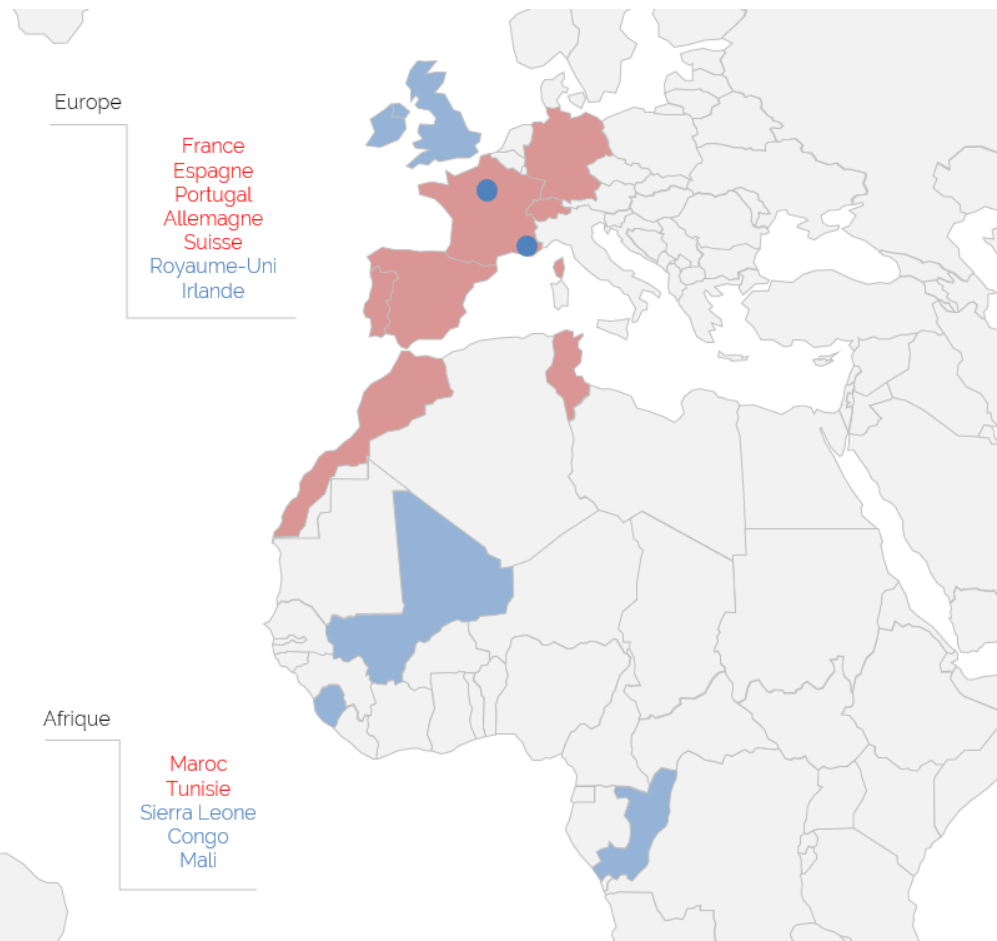 Europe
France
Espagne
Portugal
Allemagne
Suisse
Royaume-Uni
Irlande
Afrique
Maroc
Tunisie
Sierra Leone
Congo
Mali